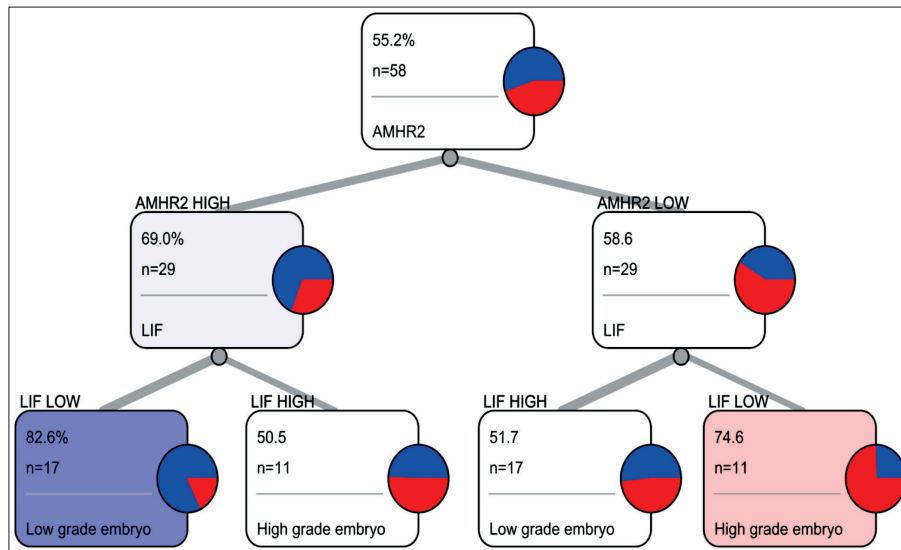 55.2%
n=58
AMHR2
AMHR2 HIGH
69.0%
n=29
LIF
AMHR2 LOW
58.6
n=29
LIF
LIF LOW
82.6%
n=17
Low grade embryo
LIF HIGH
50.5
n=11
High grade embryo
LIF HIGH
51.7
n=17
Low grade embryo
LIF LOW
74.6
n=11
High grade embryo